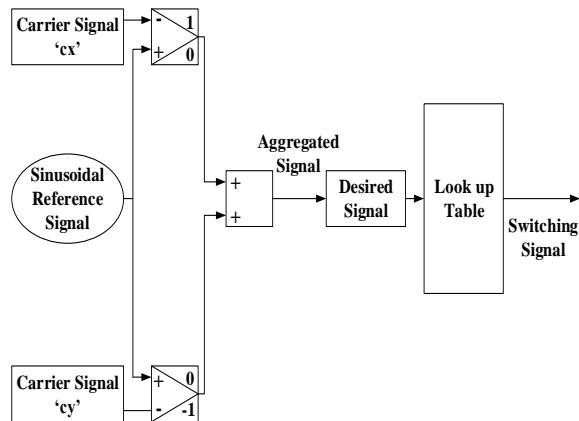 Carrier Signal
‘cx’
- 1
+ 0
Sinusoidal
Reference
Signal
+
+
Aggregated
Signal
Desired
Signal
Look up
Table
Switching
Signal
Carrier Signal
‘cy’
+ 0
- -1